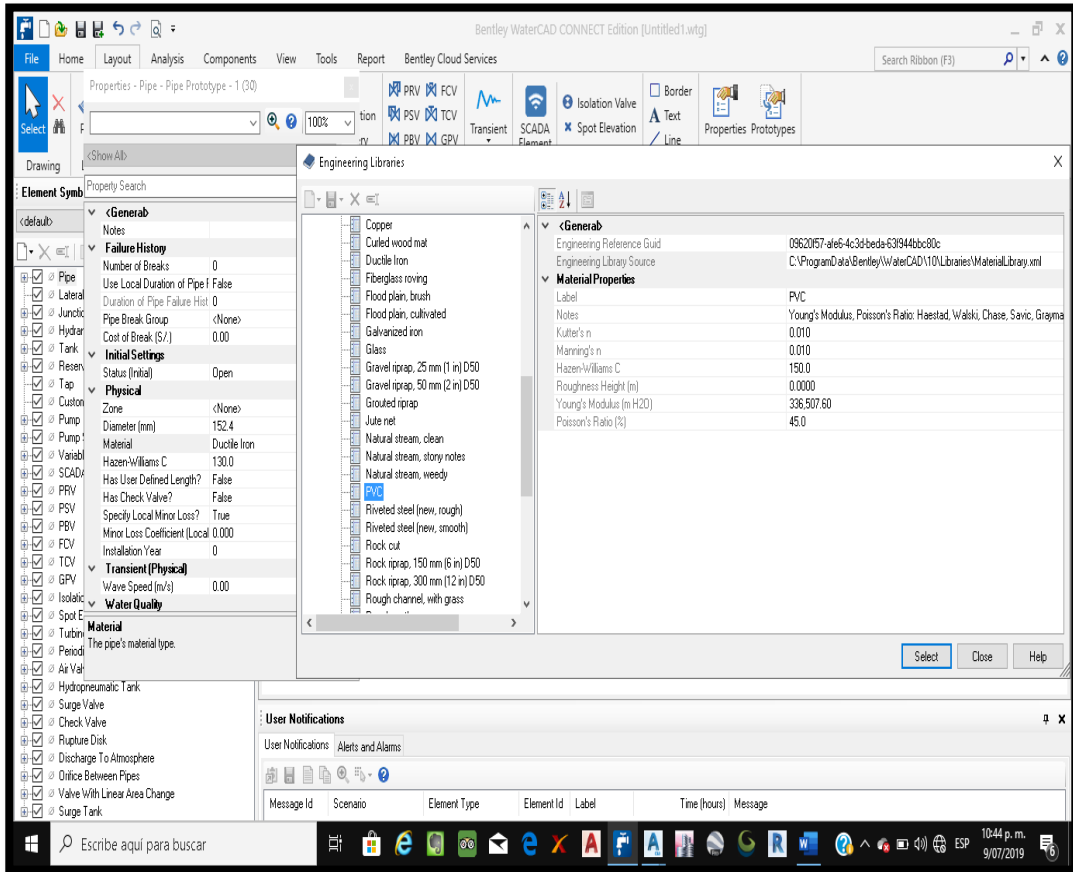 Bentley WaterCAD CONNECT Edition [Untitled1.wtg]
File Home Layout Analysis Components View Tools Report Bentley Cloud Services
Search Ribbon (F3)
Properties - Pipe - Pipe Prototype - 1 (30)
100%
<Show All>
Property Search
Select
Drawing
PRV FCV
PSV TCV
PBV GPV
Transient
SCADA Element
Isolation Valve
Spot Elevation
Border
Text
Line
Properties Prototypes
Element Symb
<default>
Pipe
Lateral
Tank
Tap
Pump
PRV
PSV
PBV
FCV
TCV
GPV
Hydropneumatic Tank
Surge Valve
Check Valve
Rupture Disk
Discharge To Atmosphere
Orifice Between Pipes
Valve With Linear Area Change
Surge Tank
<General>
Notes
Failure History
Number of Breaks 0
Use Local Duration of Pipe F False
Duration of Pipe Failure Hist 0
Pipe Break Group <None>
Cost of Break (S/.) 0.00
Initial Settings
Status (Initial) Open
Physical
Zone <None>
Diameter (mm) 152.4
Material Ductile Iron
Hazen-Williams C 130.0
Has User Defined Length? False
Has Check Valve? False
Specify Local Minor Loss? True
Minor Loss Coefficient (Local 0.000
Installation Year 0
Transient (Physical)
Wave Speed (m/s) 0.00
Water Quality
Material
The pipe's material type.
Engineering Libraries
Copper
Curled wood mat
Ductile Iron
Fiberglass roving
Flood plain, brush
Flood plain, cultivated
Galvanized iron
Glass
Gravel riprap, 25 mm (1 in) D50
Gravel riprap, 50 mm (2 in) D50
Grouted riprap
Jute net
Natural stream, clean
Natural stream, stony notes
Natural stream, weedy
PVC
Riveted steel (new, rough)
Riveted steel (new, smooth)
Rock cut
Rock riprap, 150 mm (6 in) D50
Rock riprap, 300 mm (12 in) D50
Rough channel, with grass
<General>
Engineering Reference Guid 09620f57-afe6-4c3d-beda-63f944bbc80c
Engineering Library Source C:\ProgramData\Bentley\WaterCAD\10\Libraries\MaterialLibrary.xml
Material Properties
Label PVC
Notes Young's Modulus, Poisson's Ratio: Haestad, Walski, Chase, Savic, Grayma
Kutter's n 0.010
Manning's n 0.010
Hazen-Williams C 150.0
Roughness Height (m) 0.0000
Young's Modulus (m H2O) 336,507.60
Poisson's Ratio (%) 45.0
Select Close Help
User Notifications
User Notifications Alerts and Alarms
Message Id Scenario Element Type Element Id Label Time (hours) Message
Escribe aquí para buscar
ESP
10:44 p. m.
9/07/2019